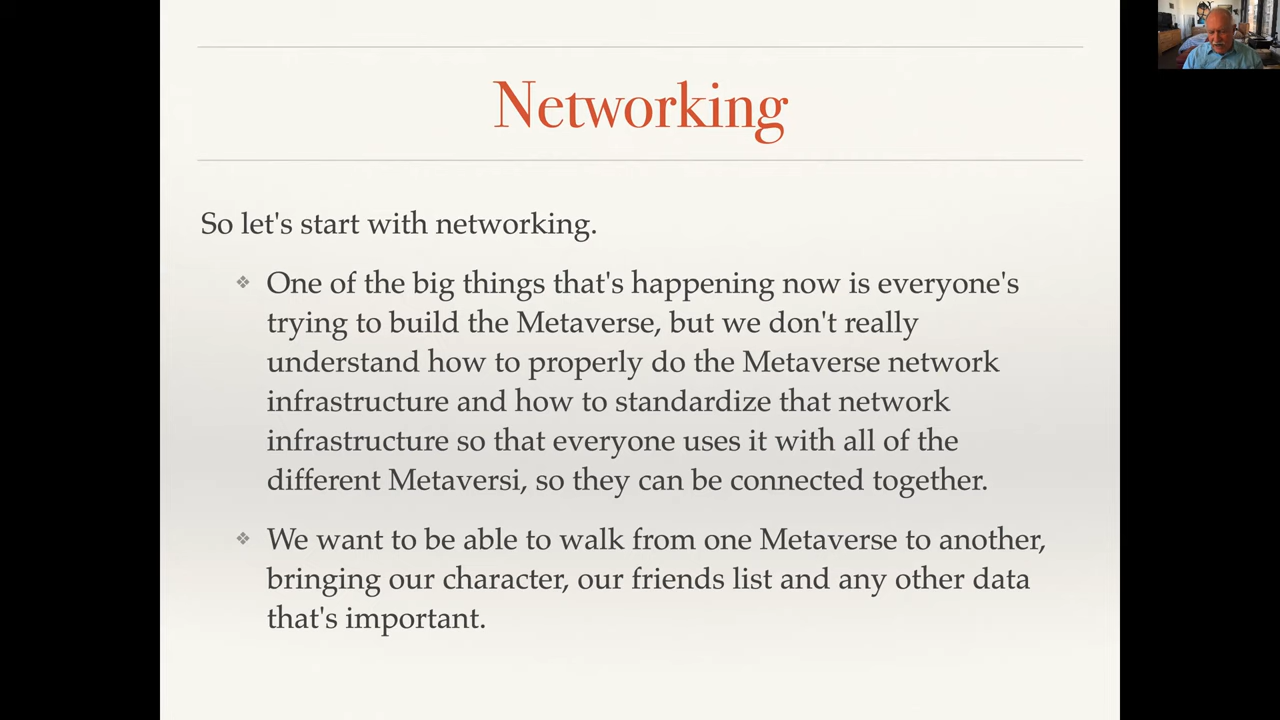 Networking
So let's start with networking.
❖ One of the big things that's happening now is everyone's
trying to build the Metaverse, but we don't really
understand how to properly do the Metaverse network
infrastructure and how to standardize that network
infrastructure so that everyone uses it with all of the
different Metaversi, so they can be connected together.
❖ We want to be able to walk from one Metaverse to another,
bringing our character, our friends list and any other data
that's important.